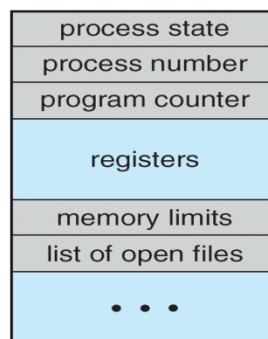 process state
process number
program counter
registers
memory limits
list of open files
• • •